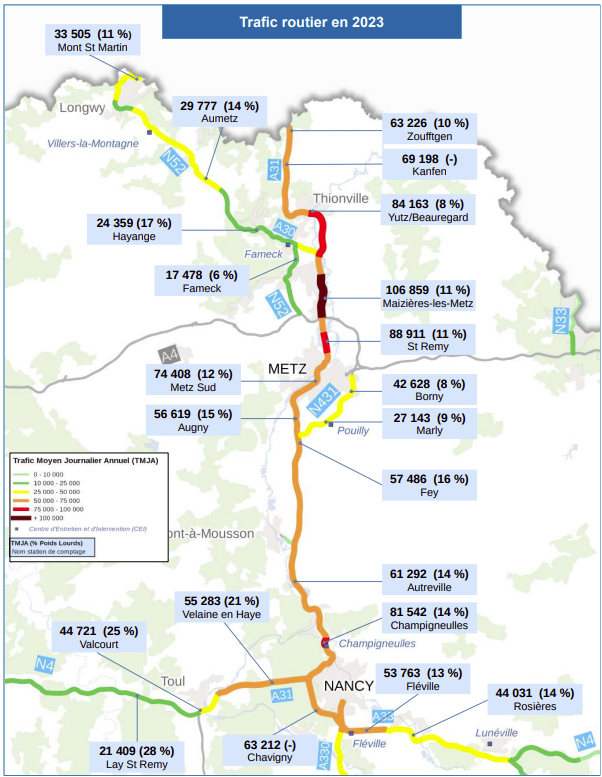 Trafic routier en 2023
33 505 (11 %)
Mont St Martin
Longwy
29 777 (14 %)
Aumetz
63 226 (10 %)
Zoufftgen
Villers-la-Montagne
N52
A31
69 198 (-)
Kanfen
Thionville
84 163 (8 %)
Yutz/Beauregard
24 359 (17 %)
Hayange
A30
Fameck
17 478 (6 %)
Fameck
N52
106 859 (11 %)
Maizières-les-Metz
N33
88 911 (11 %)
St Remy
A4
METZ
74 408 (12 %)
Metz Sud
42 628 (8 %)
Borny
N431
56 619 (15 %)
Augny
27 143 (9 %)
Marly
Pouilly
57 486 (16 %)
Fey
Trafic Moyen Journalier Annuel (TMJA)
0 - 10 000
10 000 - 25 000
25 000 - 50 000
50 000 - 75 000
75 000 - 100 000
+ 100 000
Centre d'Entretien et d'Intervention (CEI)
TMJA (% Poids Lourds)
Nom station de comptage
ont-à-Mousson
61 292 (14 %)
Autreville
55 283 (21 %)
Velaine en Haye
81 542 (14 %)
Champigneulles
44 721 (25 %)
Valcourt
Champigneulles
N4
Toul
A31
NANCY
53 763 (13 %)
Fléville
44 031 (14 %)
Rosières
A33
21 409 (28 %)
Lay St Remy
63 212 (-)
Chavigny
A330
Fléville
Lunéville
N4